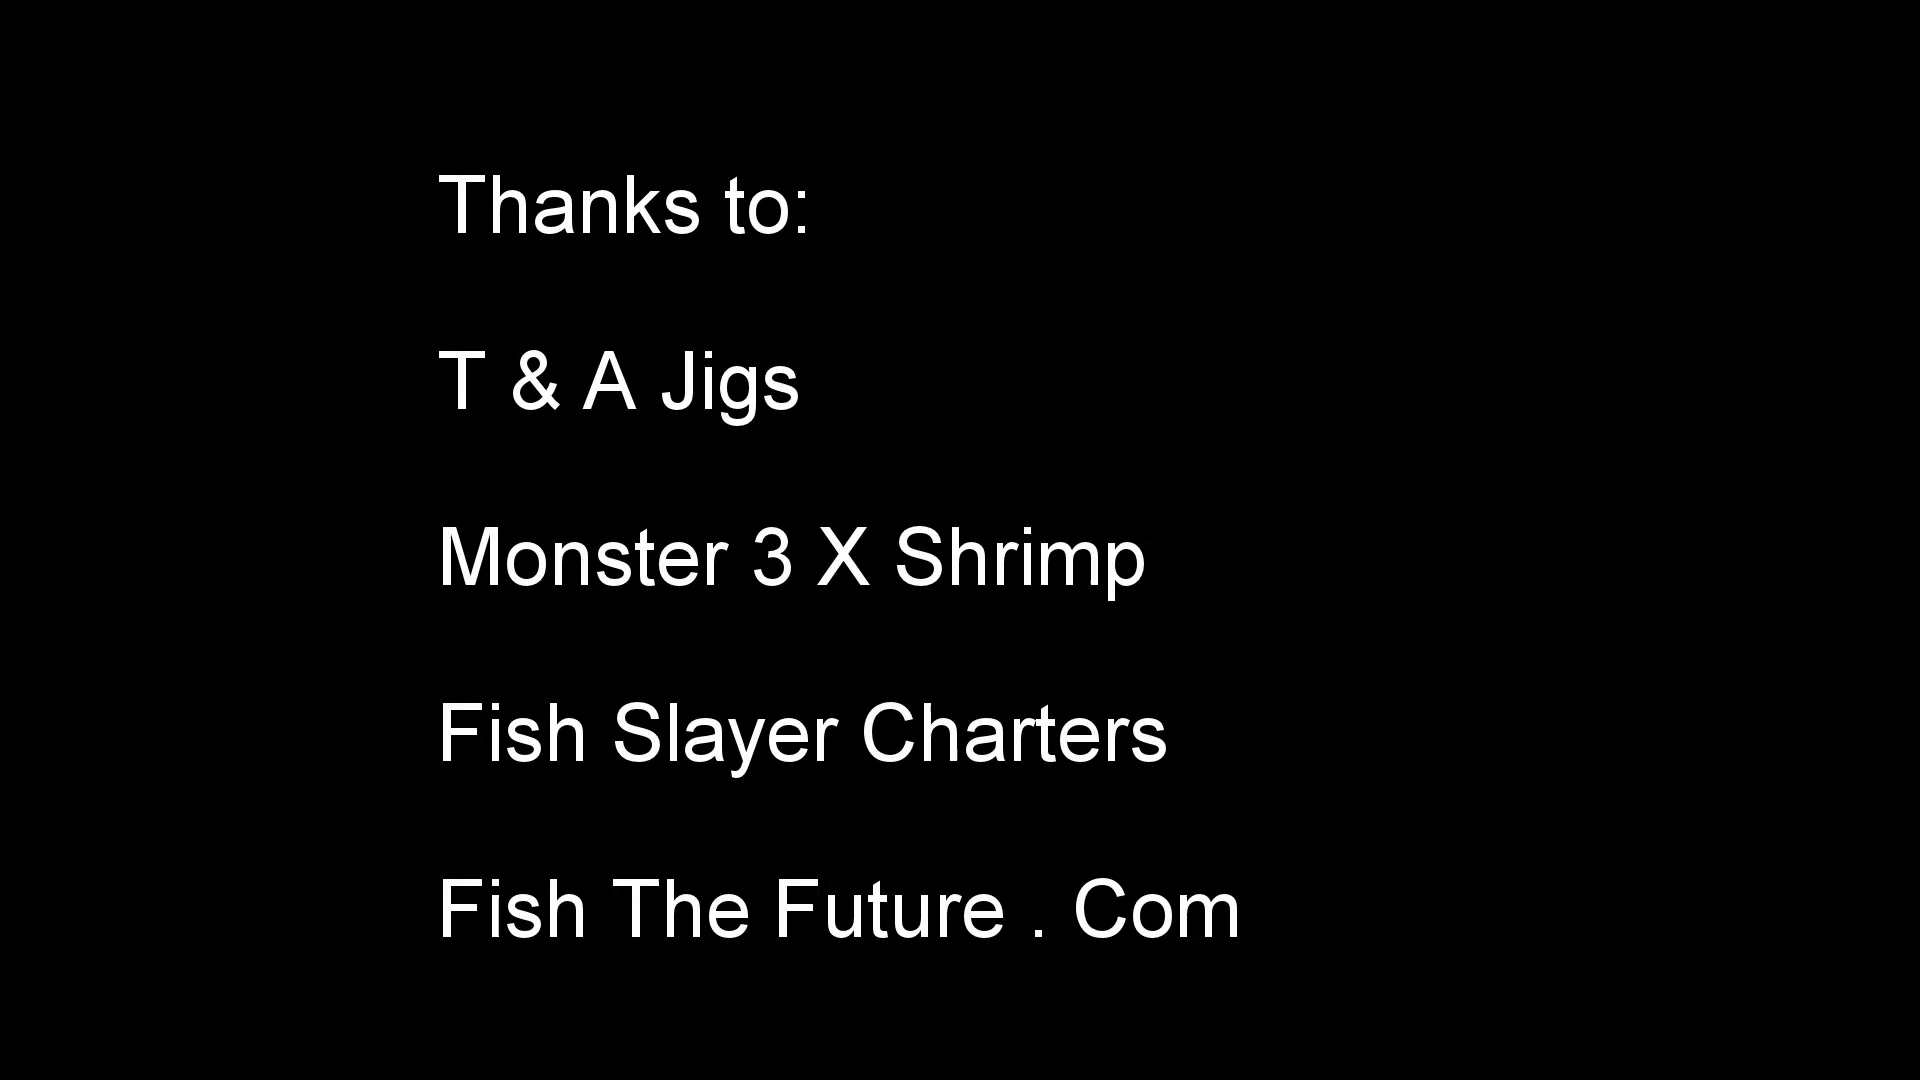 Thanks to:
T & A Jigs
Monster 3 X Shrimp
Fish Slayer Charters
Fish The Future . Com